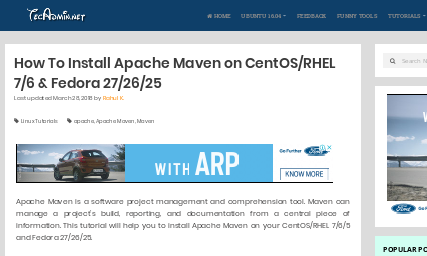 TecAdmin.net
HOME UBUNTU 16.04 FEEDBACK FUNNY TOOLS TUTORIALS
How To Install Apache Maven on CentOS/RHEL
7/6 & Fedora 27/26/25
Last updated March 28, 2018 by Rahul K.
Linux Tutorials apache, Apache Maven, Maven
WITH ARP
Go Further Ford
KNOW MORE
Apache Maven is a software project management and comprehension tool. Maven can
manage a project's build, reporting, and documentation from a central piece of
information. This tutorial will help you to Install Apache Maven on your CentOS/RHEL 7/6/5
and Fedora 27/26/25.
Search
Ford
Go F
POPULAR PO